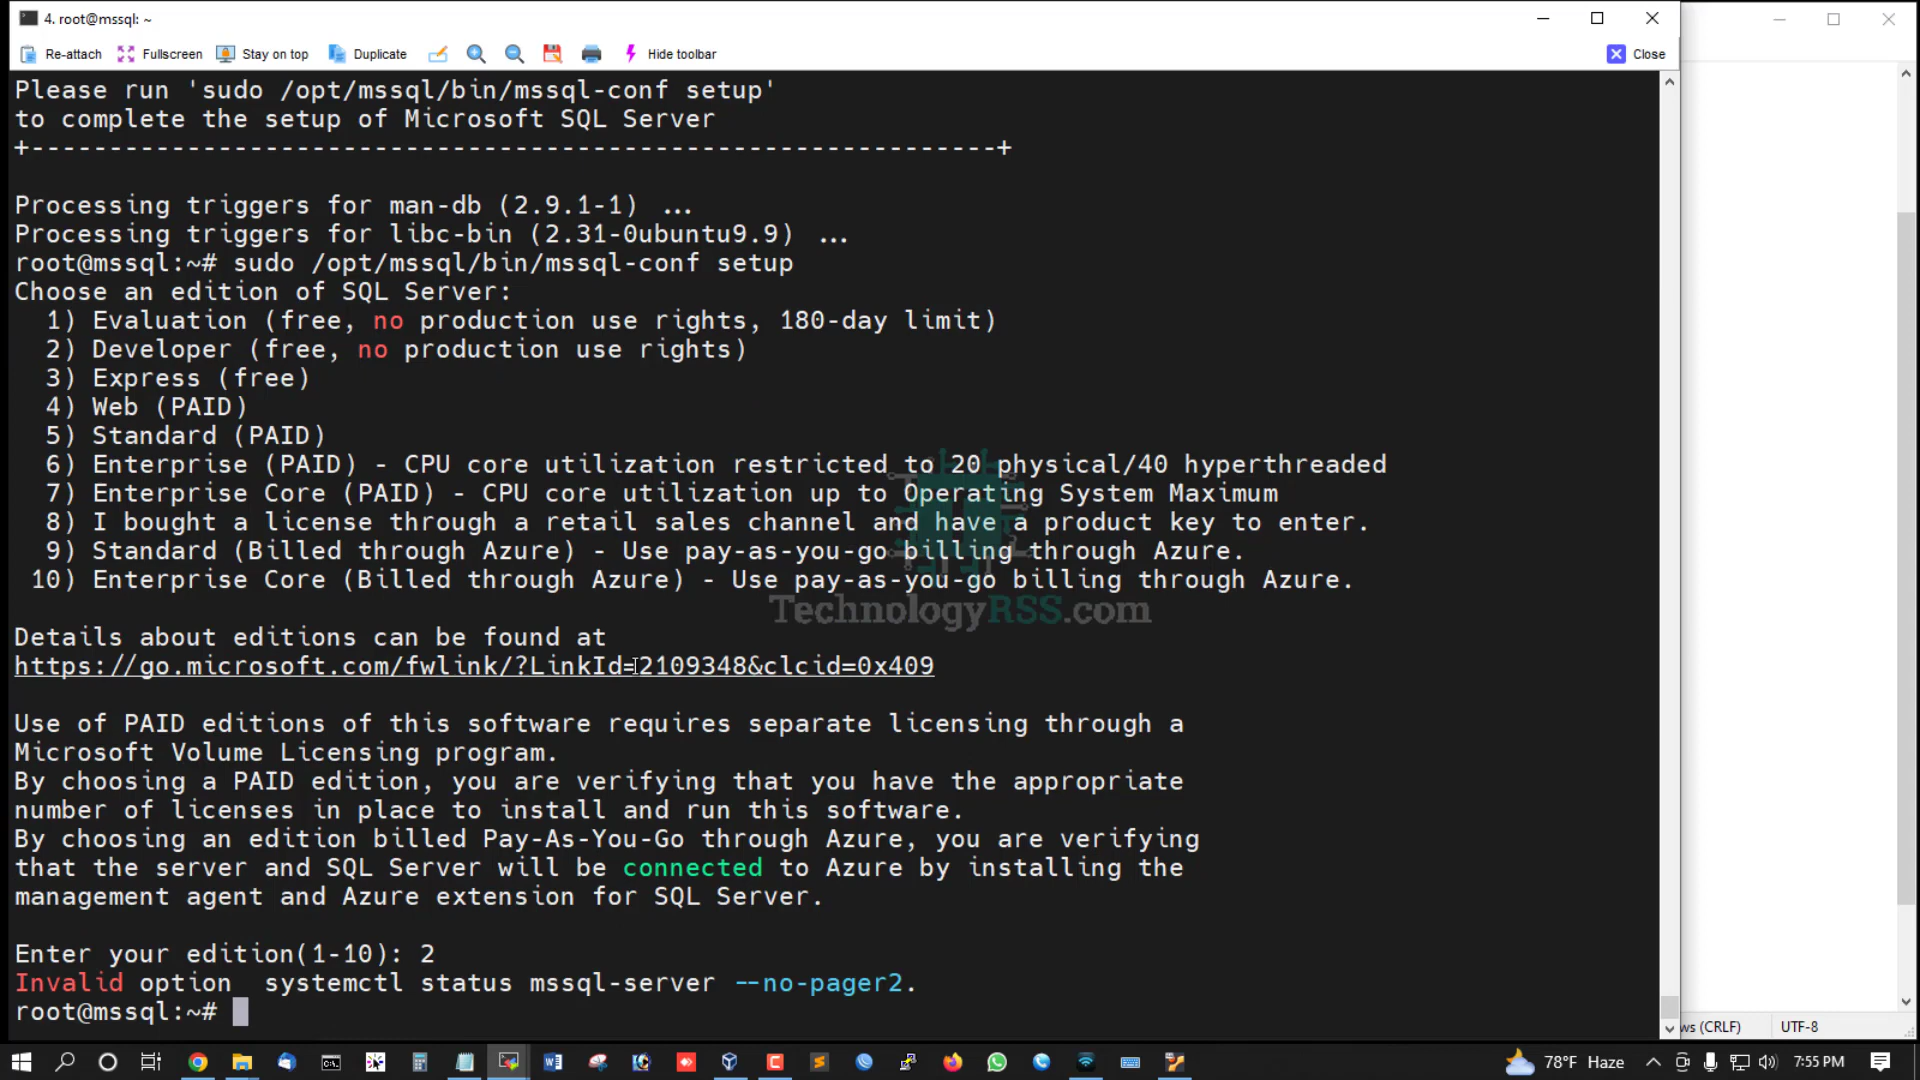 4. root@mssql: ~
Re-attach Fullscreen Stay on top Duplicate Hide toolbar Close
Please run 'sudo /opt/mssql/bin/mssql-conf setup'
to complete the setup of Microsoft SQL Server
+--------------------------------------------------------------+
Processing triggers for man-db (2.9.1-1) ...
Processing triggers for libc-bin (2.31-0ubuntu9.9) ...
root@mssql:~# sudo /opt/mssql/bin/mssql-conf setup
Choose an edition of SQL Server:
1) Evaluation (free, no production use rights, 180-day limit)
2) Developer (free, no production use rights)
3) Express (free)
4) Web (PAID)
5) Standard (PAID)
6) Enterprise (PAID) - CPU core utilization restricted to 20 physical/40 hyperthreaded
7) Enterprise Core (PAID) - CPU core utilization up to Operating System Maximum
8) I bought a license through a retail sales channel and have a product key to enter.
9) Standard (Billed through Azure) - Use pay-as-you-go billing through Azure.
10) Enterprise Core (Billed through Azure) - Use pay-as-you-go billing through Azure.
TechnologyRSS.com
Details about editions can be found at
https://go.microsoft.com/fwlink/?LinkId=2109348&clcid=0x409
Use of PAID editions of this software requires separate licensing through a
Microsoft Volume Licensing program.
By choosing a PAID edition, you are verifying that you have the appropriate
number of licenses in place to install and run this software.
By choosing an edition billed Pay-As-You-Go through Azure, you are verifying
that the server and SQL Server will be connected to Azure by installing the
management agent and Azure extension for SQL Server.
Enter your edition(1-10): 2
Invalid option  systemctl status mssql-server --no-pager2.
root@mssql:~#
ws (CRLF) UTF-8
78°F Haze 7:55 PM